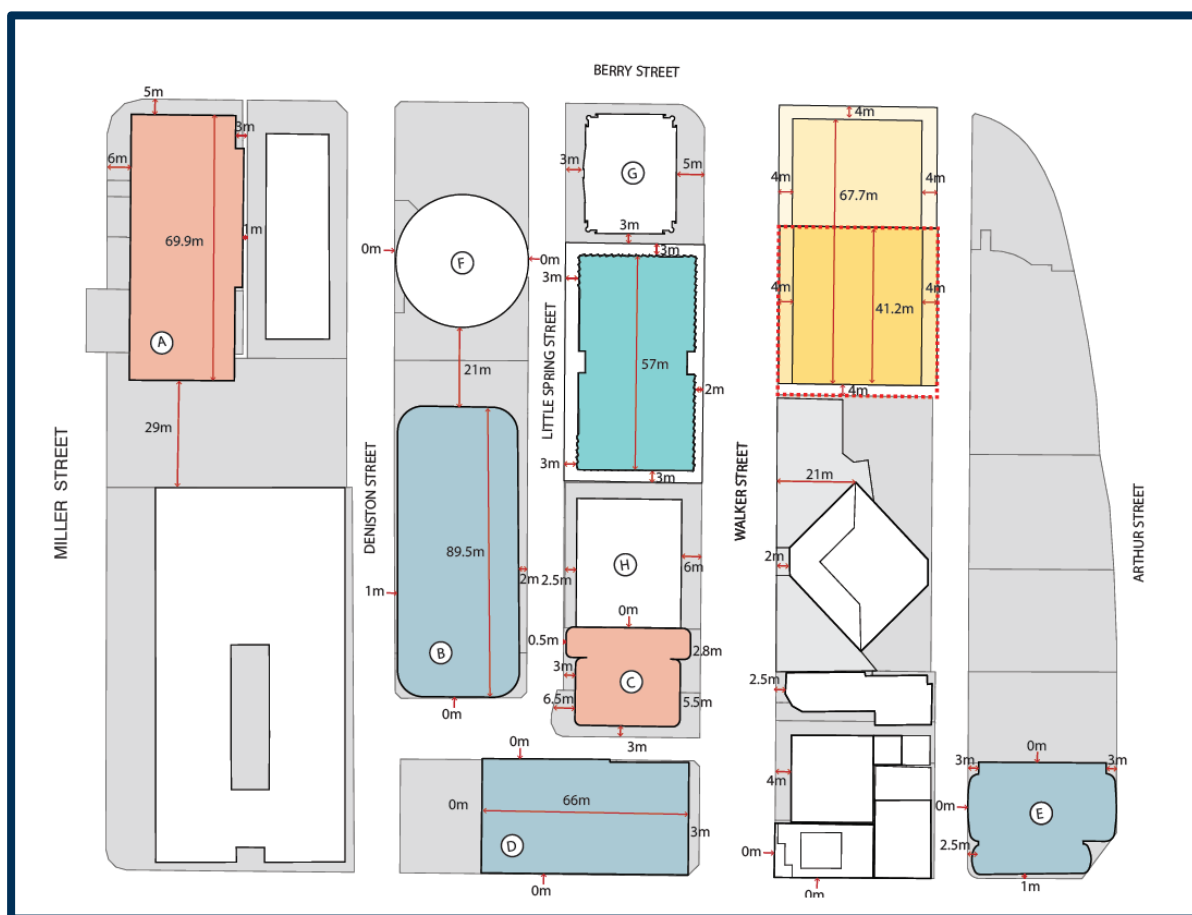 BERRY STREET
5m
3m
6m
69.9m
1m
A
29m
MILLER STREET
0m
F
0m
21m
DENISTON STREET
89.5m
1m
2m
B
0m
3m
G
5m
3m
3m
3m
LITTLE SPRING STREET
57m
2m
3m
3m
H
2.5m
6m
0m
0.5m
2.8m
3m
C
6.5m
5.5m
3m
0m
0m
66m
3m
D
0m
WALKER STREET
4m
4m
4m
67.7m
4m
4m
41.2m
4m
21m
2m
2.5m
4m
0m
0m
ARTHUR STREET
0m
3m
3m
0m
E
2.5m
1m